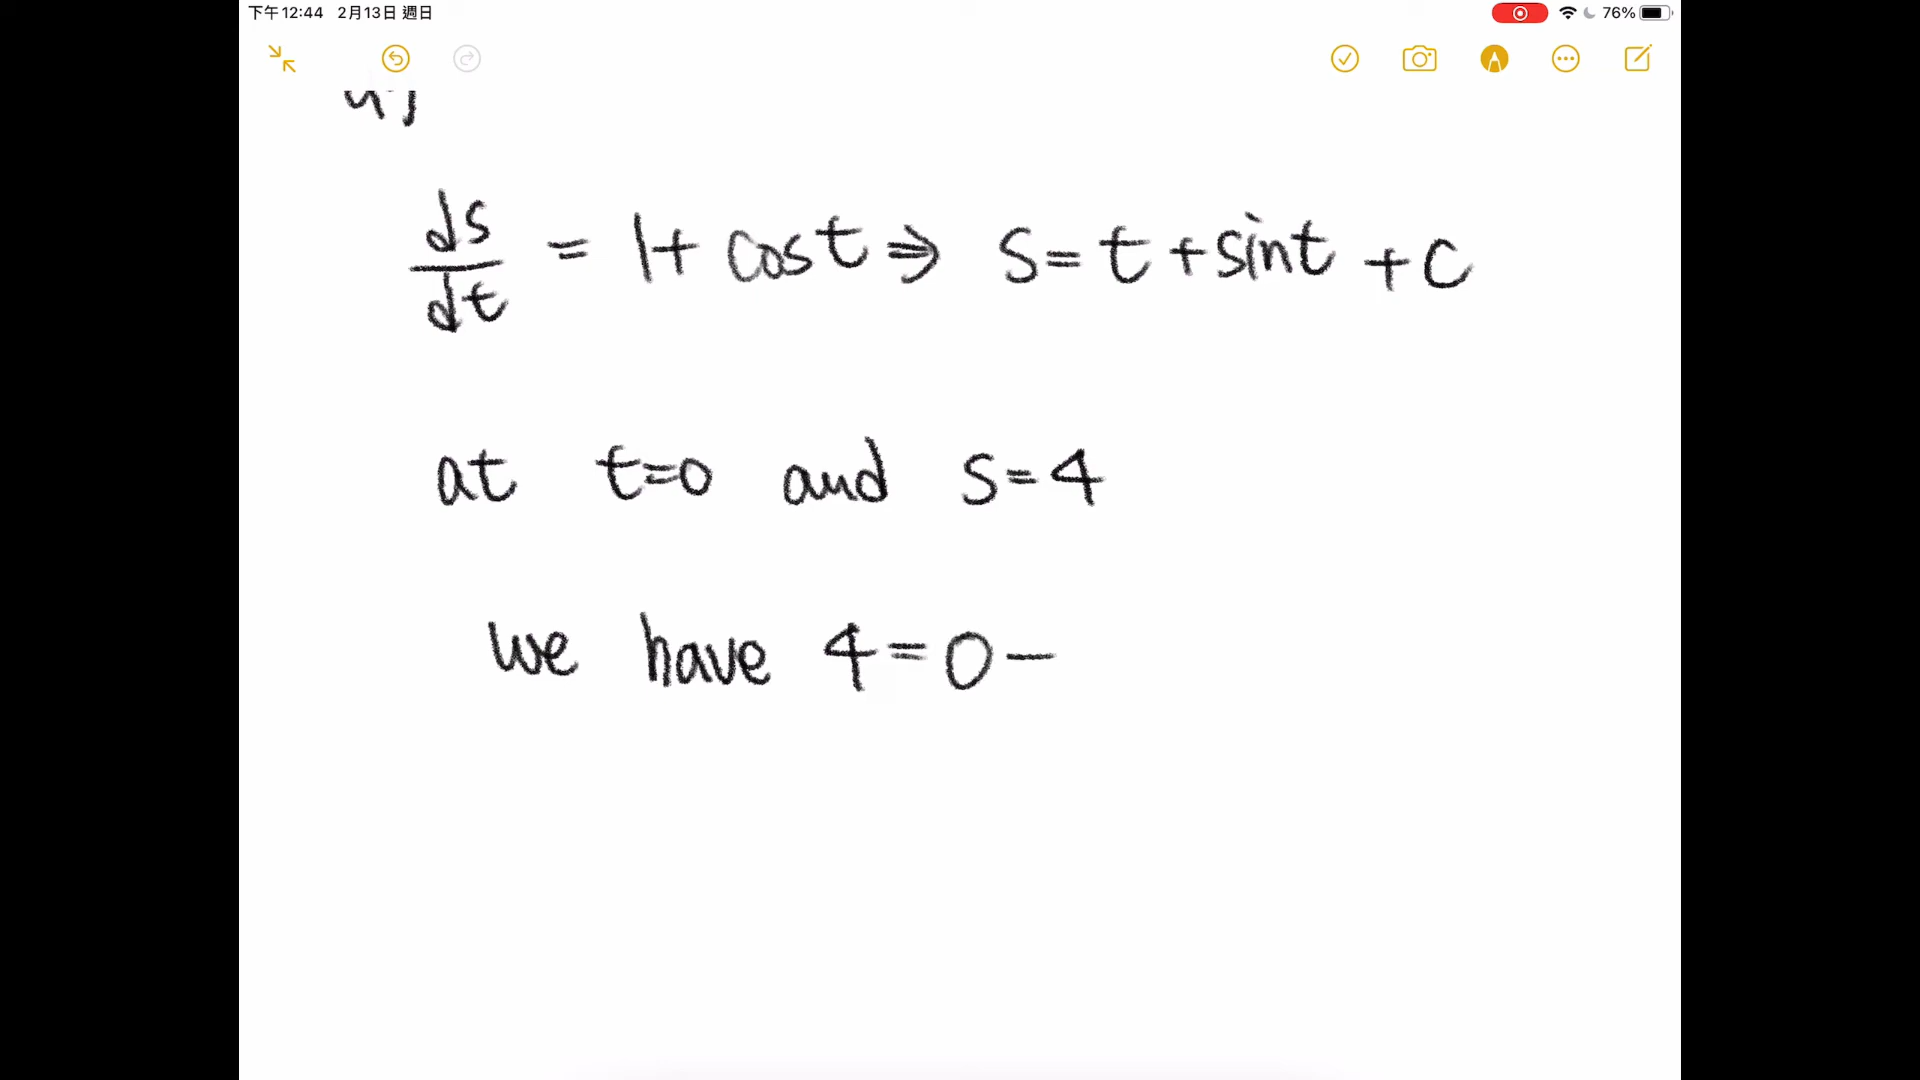 下午12:44 2月13日 週日 76%
ds/dt = 1+ cost ⇒ s=t+sint +c
at t=0 and s=4
we have 4=0−